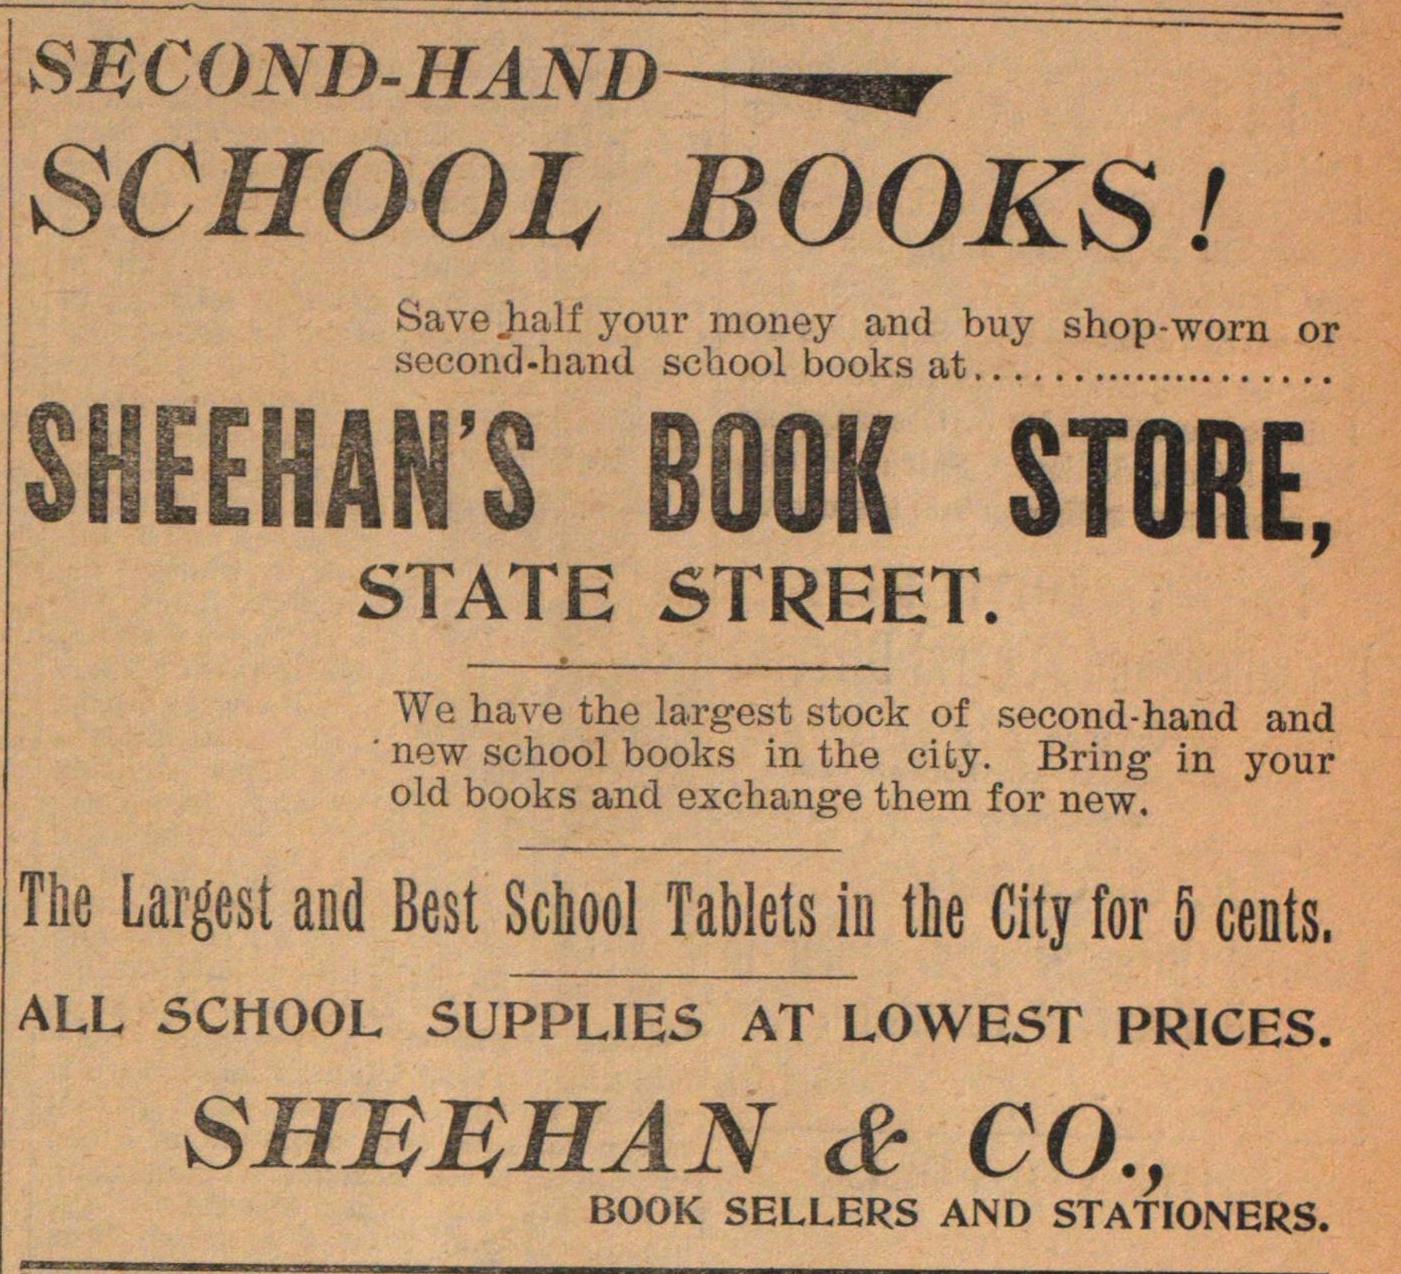 SECOND-HAND
SCHOOL BOOKS!
Save half your money and buy shop-worn or
second-hand school books at..........................
SHEEHAN'S BOOK STORE,
STATE STREET.
We have the largest stock of second-hand and
new school books in the city. Bring in your
old books and exchange them for new.
The Largest and Best School Tablets in the City for 5 cents.
ALL SCHOOL SUPPLIES AT LOWEST PRICES.
SHEEHAN & CO.,
BOOK SELLERS AND STATIONERS.